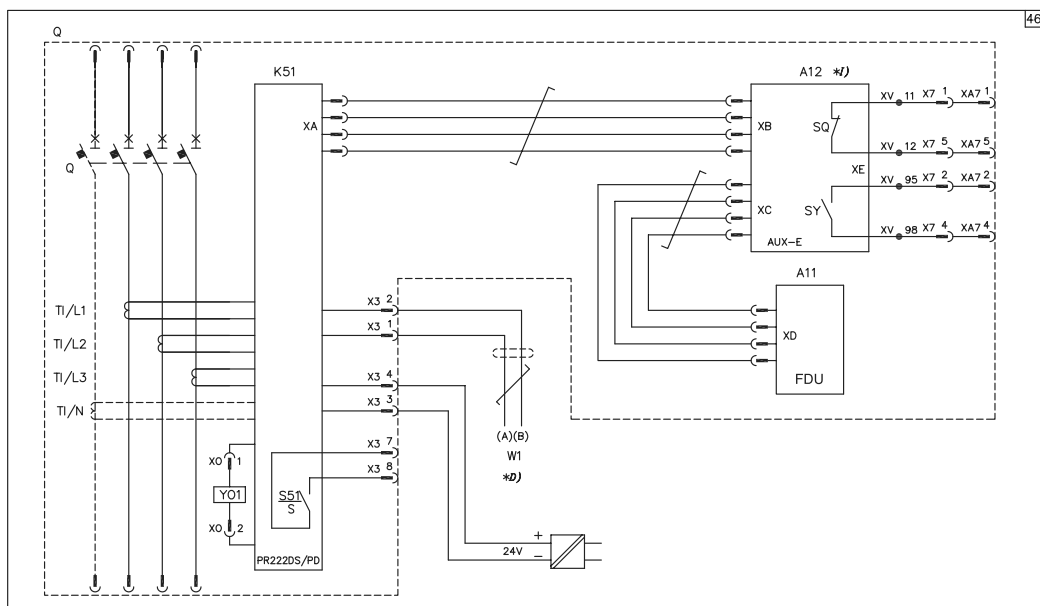 46
Q
K51
A12 *I)
XA
XB
SQ
XE
XV 11 X7 1 XA7 1
XV 12 X7 5 XA7 5
XV 95 X7 2 XA7 2
XV 98 X7 4 XA7 4
Q
XC
SY
AUX-E
A11
XD
FDU
TI/L1
TI/L2
TI/L3
TI/N
X3 2
X3 1
X3 4
X3 3
X3 7
X3 8
(A)(B)
W1
*D)
XO 1
YO1
XO 2
S51
S
PR222DS/PD
24V
+
−